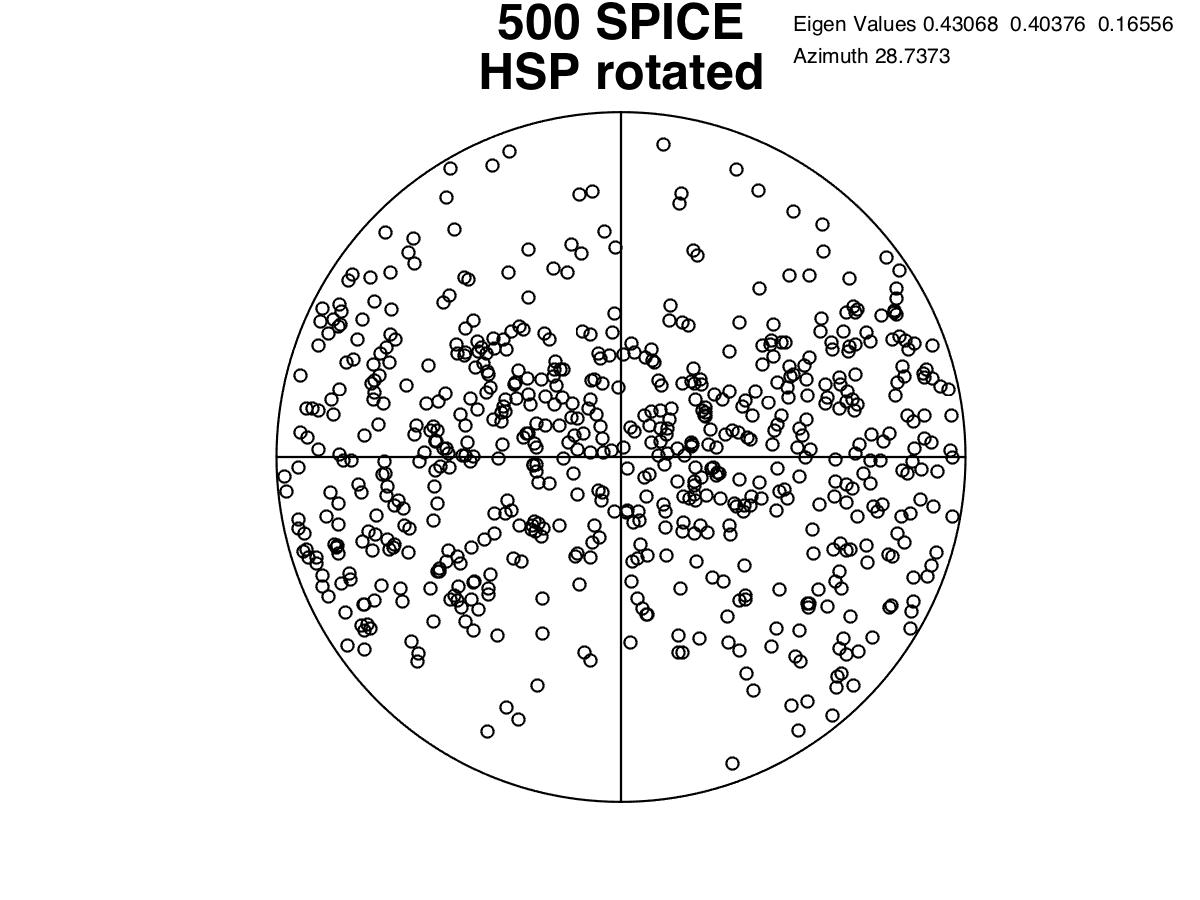 500 SPICE
HSP rotated
Eigen Values 0.43068  0.40376  0.16556
Azimuth 28.7373